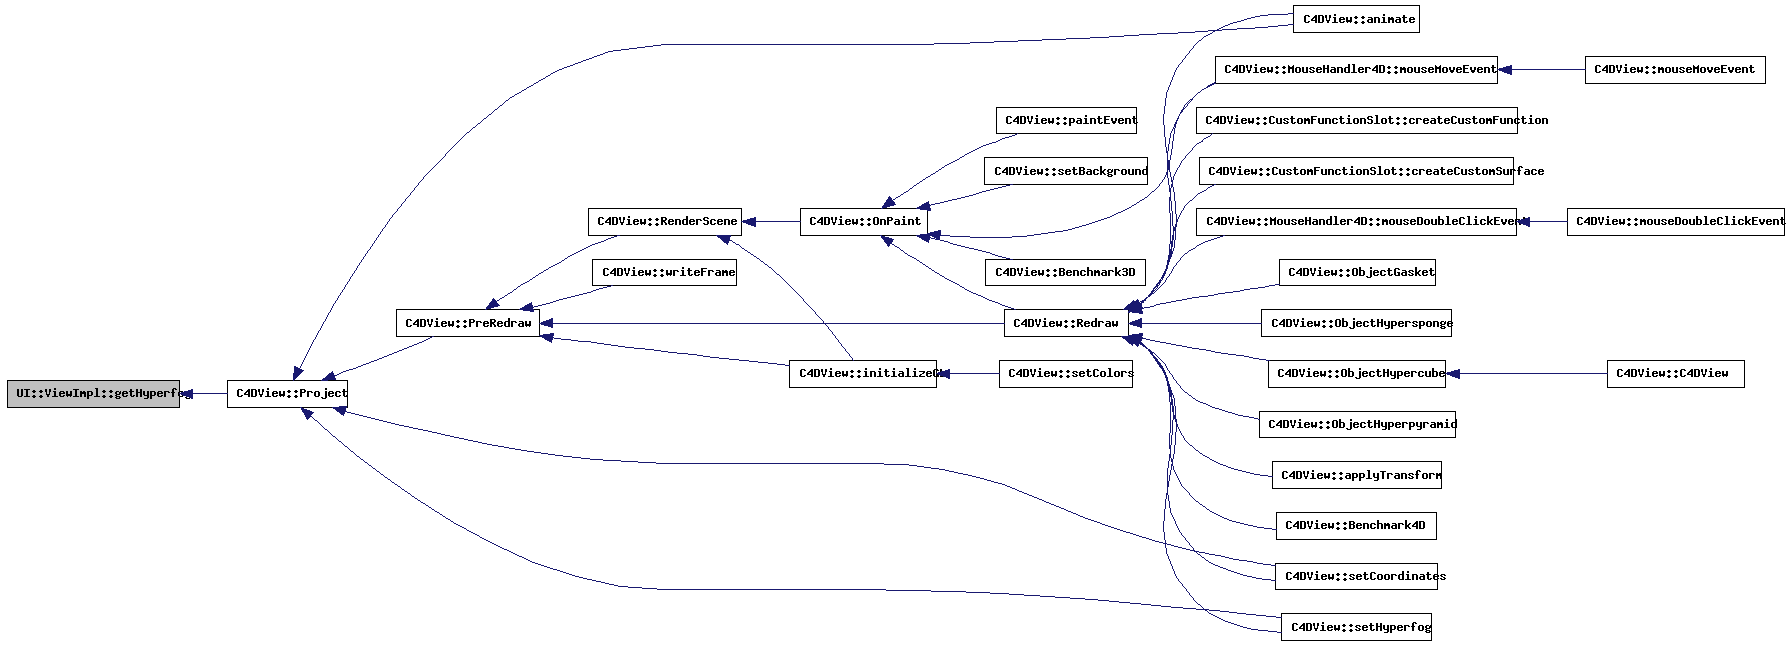 C4DView::animate
C4DView::MouseHandler4D::mouseMoveEvent
C4DView::mouseMoveEvent
C4DView::paintEvent
C4DView::CustomFunctionSlot::createCustomFunction
C4DView::setBackground
C4DView::CustomFunctionSlot::createCustomSurface
C4DView::RenderScene
C4DView::OnPaint
C4DView::MouseHandler4D::mouseDoubleClickEvent
C4DView::mouseDoubleClickEvent
C4DView::writeFrame
C4DView::Benchmark3D
C4DView::ObjectGasket
C4DView::PreRedraw
C4DView::Redraw
C4DView::ObjectHypersponge
C4DView::initializeGL
C4DView::setColors
C4DView::ObjectHypercube
C4DView::C4DView
UI::ViewImpl::getHyperfog
C4DView::Project
C4DView::ObjectHyperpyramid
C4DView::applyTransform
C4DView::Benchmark4D
C4DView::setCoordinates
C4DView::setHyperfog